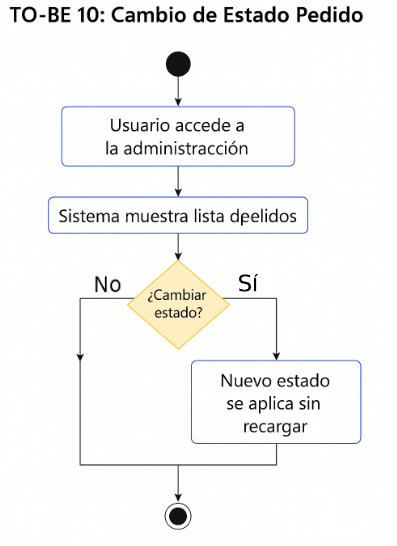 TO-BE 10: Cambio de Estado Pedido
Usuario accede a
la administracción
Sistema muestra lista dpelidos
¿Cambiar
estado?
No
Sí
Nuevo estado
se aplica sin
recargar